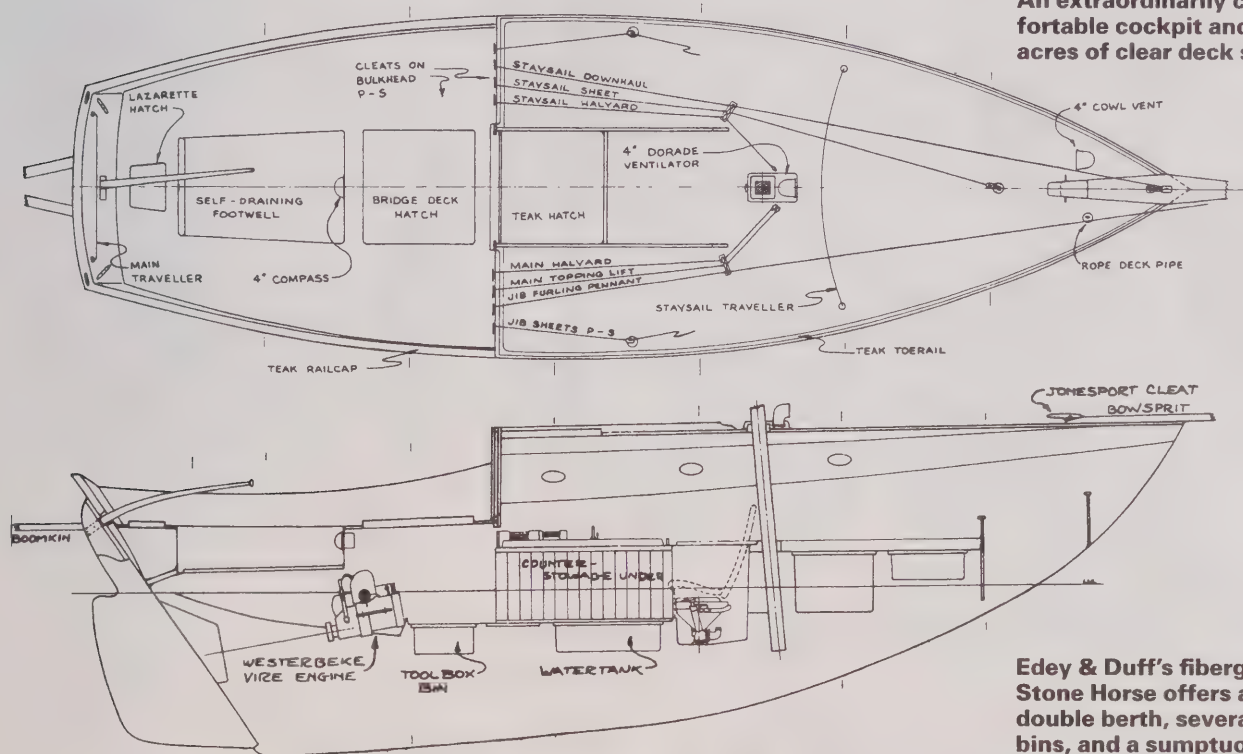 An extraordinarily
fortable cockpit and
acres of clear deck
CLEATS ON
BULKHEAD
P-S
STAYSAIL DOWNHAUL
STAYSAIL SHEET
STAYSAIL HALYARD
LAZARETTE
HATCH
4" COWL VENT
4" DORADE
VENTILATOR
SELF-DRAINING
FOOTWELL
BRIDGE DECK
HATCH
TEAK HATCH
MAIN
TRAVELLER
4" COMPASS
MAIN HALYARD
MAIN TOPPING LIFT
JIB FURLING PENNANT
JIB SHEETS P-S
STAYSAIL TRAVELLER
ROPE DECK PIPE
TEAK RAILCAP
TEAK TOERAIL
JONESPORT CLEAT
BOWSPRIT
BOOMKIN
COUNTER-
STOWAGE UNDER
WESTERBEKE
VIRE ENGINE
TOOL BOX
BIN
WATERTANK
Edey & Duff's
Stone Horse offers a
double berth,
bins, and a